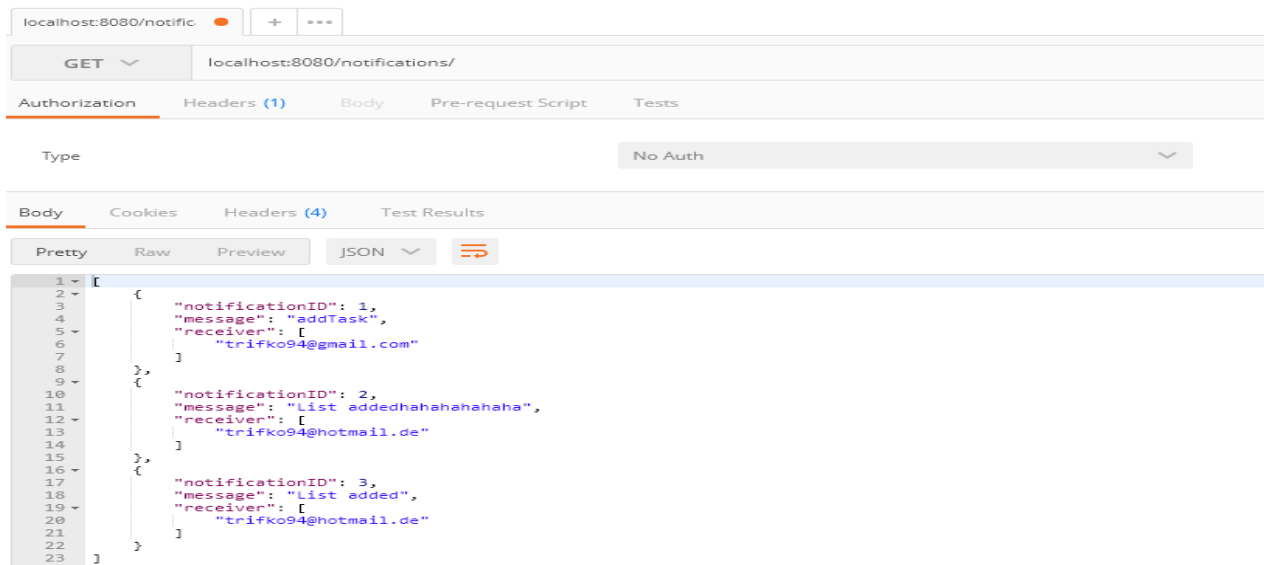 localhost:8080/notific
GET localhost:8080/notifications/
Authorization Headers (1) Body Pre-request Script Tests
Type No Auth
Body Cookies Headers (4) Test Results
Pretty Raw Preview JSON
1 [
2 {
3 "notificationID": 1,
4 "message": "addTask",
5 "receiver": [
6 "trifko94@gmail.com"
7 ]
8 },
9 {
10 "notificationID": 2,
11 "message": "List addedhahahahahaha",
12 "receiver": [
13 "trifko94@hotmail.de"
14 ]
15 },
16 {
17 "notificationID": 3,
18 "message": "List added",
19 "receiver": [
20 "trifko94@hotmail.de"
21 ]
22 }
23 ]